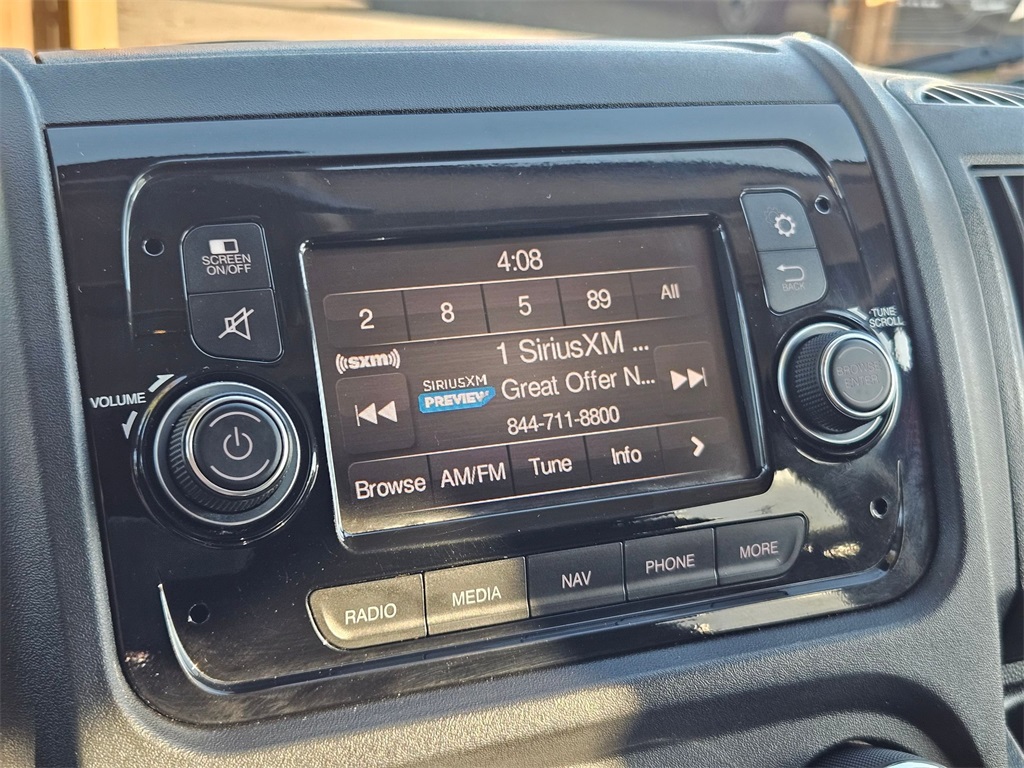 SCREEN
ON/OFF
4:08
2 8 5 89 All
((sxm))
1 SiriusXM ...
SIRIUSXM
PREVIEW
Great Offer N...
844-711-8800
Browse AM/FM Tune Info >
BACK
TUNE
SCROLL
BROWSE
ENTER
VOLUME
RADIO MEDIA NAV PHONE MORE